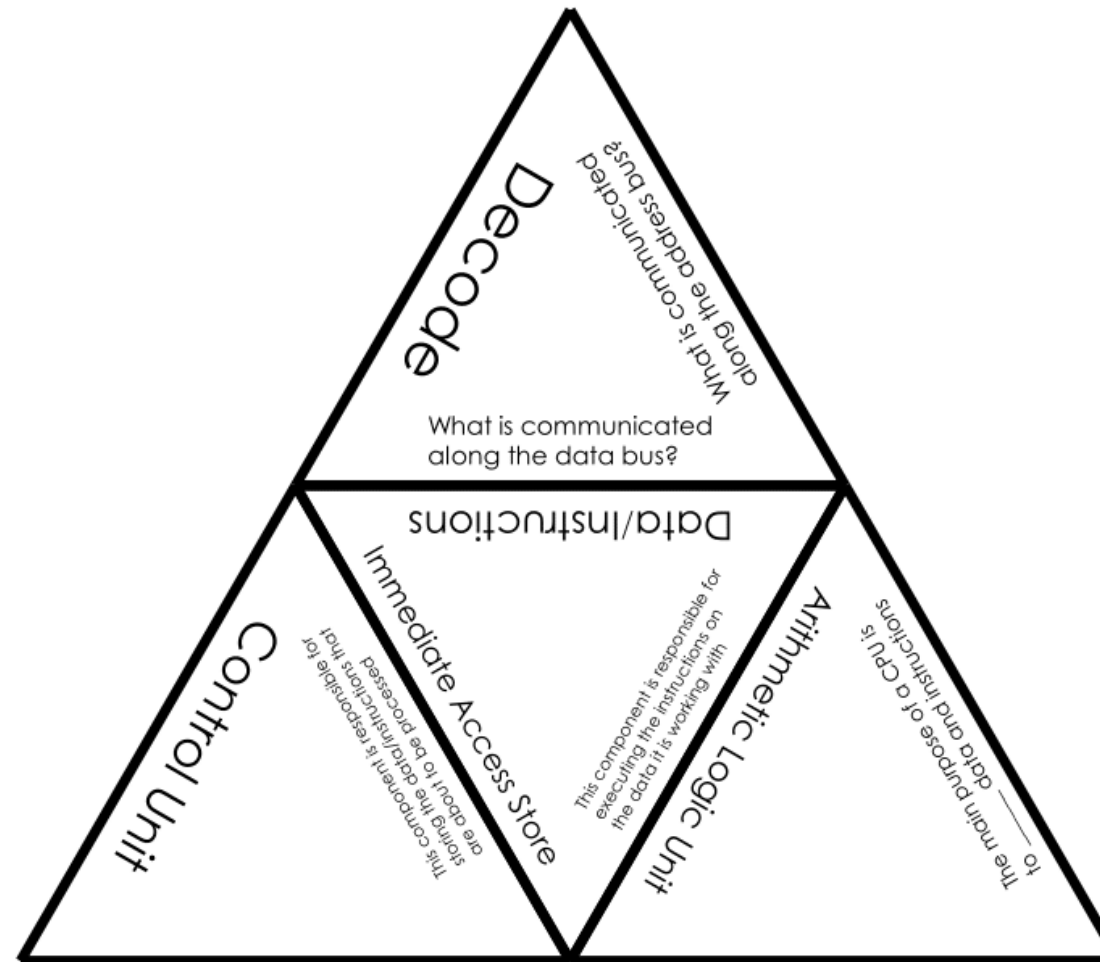 Decode
What is communicated
along the address bus?
What is communicated
along the data bus?
Data/Instructions
Immediate Access Store
This component is responsible for
executing the instructions on
the data it is working with
Control Unit
This component is responsible for
storing the data/instructions that
are about to be processed
Arithmetic Logic Unit
The main purpose of a CPU is
to _____ data and instructions